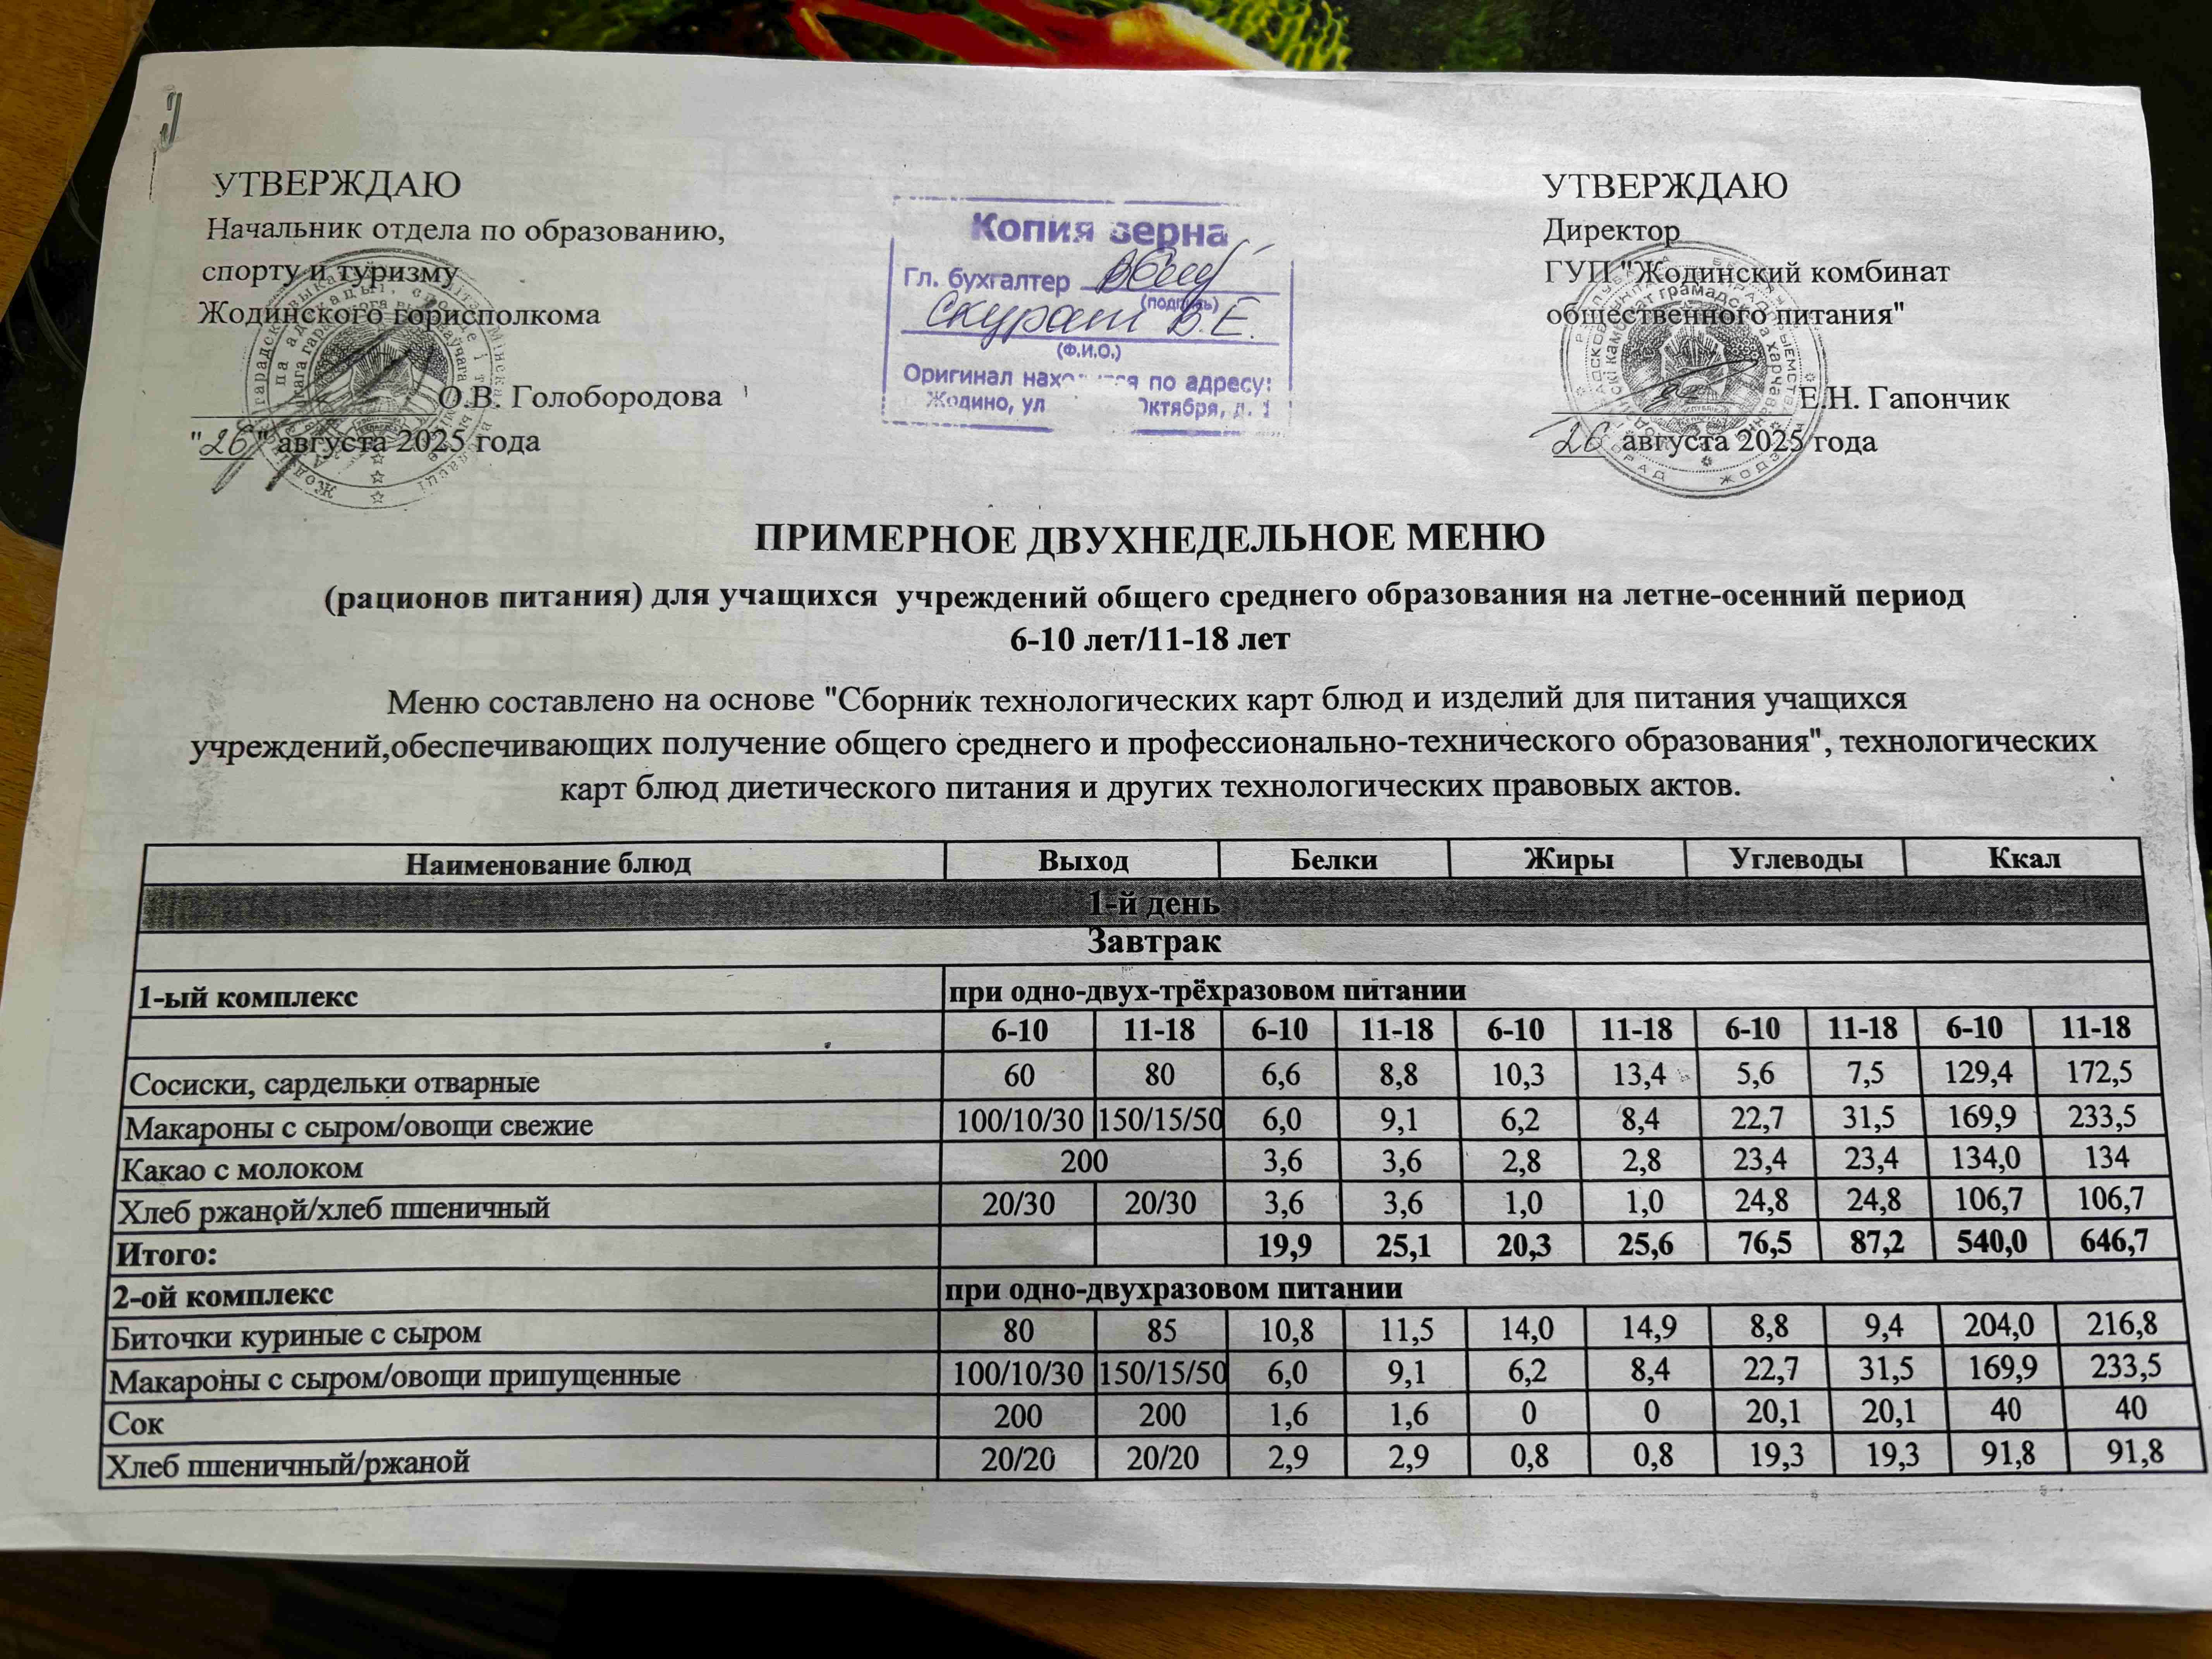 УТВЕРЖДАЮ
Начальник отдела по образованию,
спорту и туризму
Жодинского горисполкома
О.В. Голобородова
"26" августа 2025 года
Копия верна
Гл. бухгалтер
(подпись)
Скурат В.Е.
(Ф.И.О.)
Оригинал находится по адресу:
Жодино, ул Октября, д. 1
УТВЕРЖДАЮ
Директор
ГУП "Жодинский комбинат
общественного питания"
Е.Н. Гапончик
26 августа 2025 года
ПРИМЕРНОЕ ДВУХНЕДЕЛЬНОЕ МЕНЮ
(рационов питания) для учащихся учреждений общего среднего образования на летне-осенний период
6-10 лет/11-18 лет
Меню составлено на основе "Сборник технологических карт блюд и изделий для питания учащихся
учреждений,обеспечивающих получение общего среднего и профессионально-технического образования", технологических
карт блюд диетического питания и других технологических правовых актов.
Наименование блюд Выход Белки Жиры Углеводы Ккал
1-й день
Завтрак
1-ый комплекс при одно-двух-трёхразовом питании
6-10 11-18 6-10 11-18 6-10 11-18 6-10 11-18 6-10 11-18
Сосиски, сардельки отварные 60 80 6,6 8,8 10,3 13,4 5,6 7,5 129,4 172,5
Макароны с сыром/овощи свежие 100/10/30 150/15/50 6,0 9,1 6,2 8,4 22,7 31,5 169,9 233,5
Какао с молоком 200 3,6 3,6 2,8 2,8 23,4 23,4 134,0 134
Хлеб ржаной/хлеб пшеничный 20/30 20/30 3,6 3,6 1,0 1,0 24,8 24,8 106,7 106,7
Итого: 19,9 25,1 20,3 25,6 76,5 87,2 540,0 646,7
2-ой комплекс при одно-двухразовом питании
Биточки куриные с сыром 80 85 10,8 11,5 14,0 14,9 8,8 9,4 204,0 216,8
Макароны с сыром/овощи припущенные 100/10/30 150/15/50 6,0 9,1 6,2 8,4 22,7 31,5 169,9 233,5
Сок 200 200 1,6 1,6 0 0 20,1 20,1 40 40
Хлеб пшеничный/ржаной 20/20 20/20 2,9 2,9 0,8 0,8 19,3 19,3 91,8 91,8